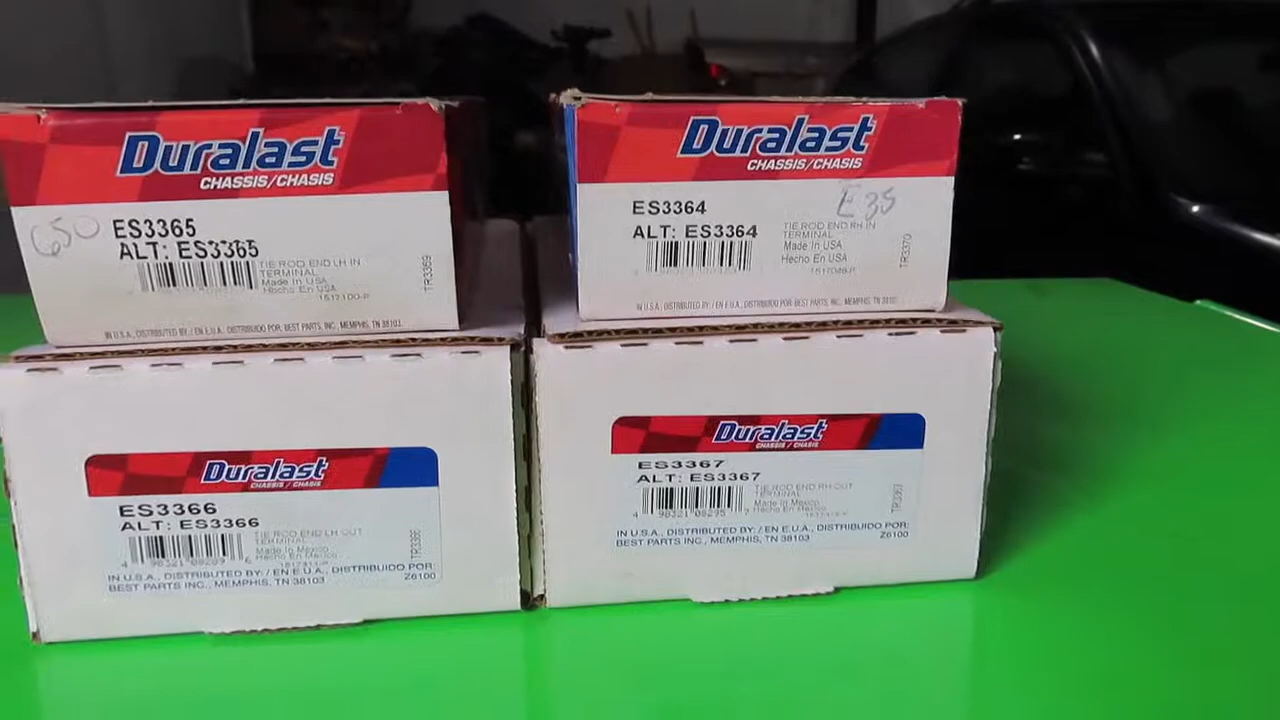 Duralast
CHASSIS/CHASIS
650
ES3365
ALT: ES3365
TIE ROD END LH IN
TERMINAL
Made In USA
Hecho En USA
151710D-P
TR3369
IN U.S.A., DISTRIBUTED BY: / EN E.U.A., DISTRIBUIDO POR: BEST PARTS, INC., MEMPHIS, TN 38103
Duralast
CHASSIS/CHASIS
E35
ES3364
ALT: ES3364
TIE ROD END RH IN
TERMINAL
Made In USA
Hecho En USA
TR3370
IN U.S.A., DISTRIBUTED BY: / EN E.U.A., DISTRIBUIDO POR: BEST PARTS, INC., MEMPHIS, TN 38103
Duralast
CHASSIS / CHASIS
ES3366
ALT: ES3366
TIE ROD END LH OUT
TERMINAL
Made In Mexico
Hecho En Mexico
TR3366
IN U.S.A., DISTRIBUTED BY: / EN E.U.A., DISTRIBUIDO POR:
BEST PARTS INC., MEMPHIS, TN 38103
Z6100
Duralast
CHASSIS / CHASIS
ES3367
ALT: ES3367
TIE ROD END RH OUT
TERMINAL
Made In Mexico
Hecho En Mexico
TR3367
IN U.S.A., DISTRIBUTED BY: / EN E.U.A., DISTRIBUIDO POR:
BEST PARTS INC., MEMPHIS, TN 38103
Z6100